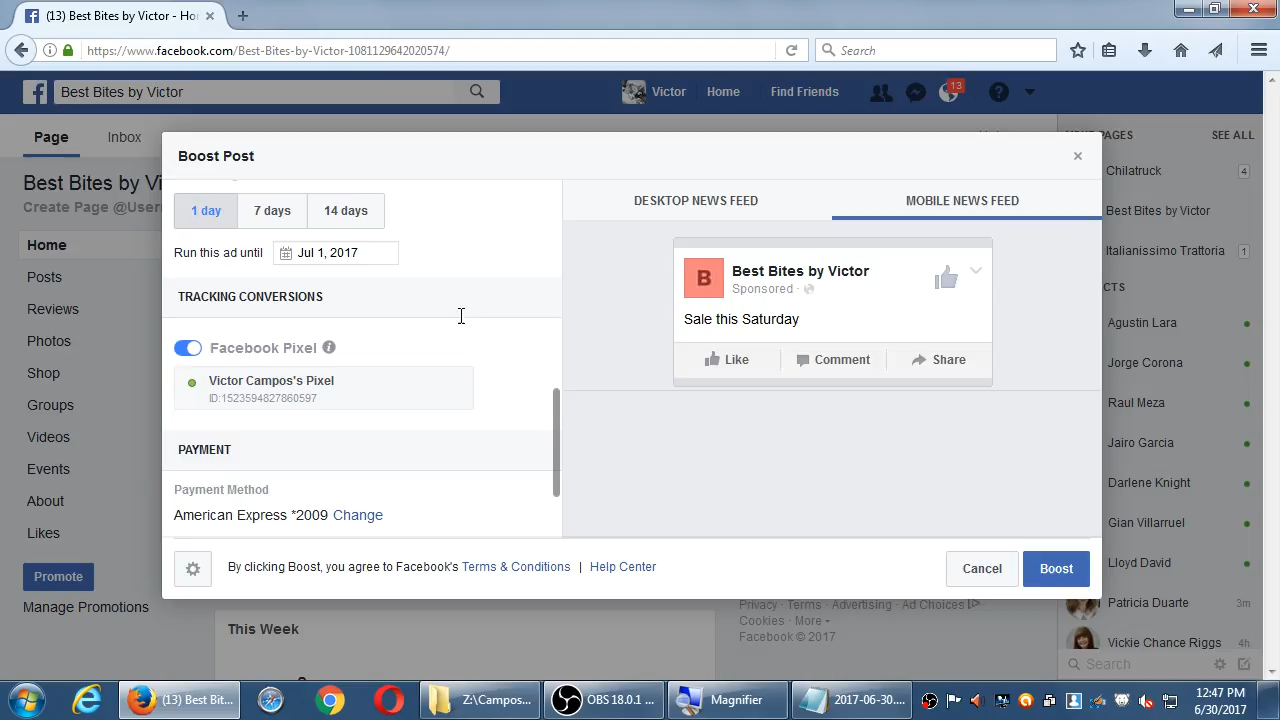 (13) Best Bites by Victor - Ho
https://www.facebook.com/Best-Bites-by-Victor-1081129642020574/
Search
Best Bites by Victor
Victor
Home
Find Friends
13
Page
Inbox
PAGES
SEE ALL
Best Bites by Vi
Create Page @User
Home
Posts
Reviews
Photos
Shop
Groups
Videos
Events
About
Likes
Promote
Manage Promotions
Boost Post
1 day
7 days
14 days
Run this ad until
Jul 1, 2017
TRACKING CONVERSIONS
Facebook Pixel
Victor Campos's Pixel
ID:1523594827860597
PAYMENT
Payment Method
American Express *2009 Change
DESKTOP NEWS FEED
MOBILE NEWS FEED
B
Best Bites by Victor
Sponsored ·
Sale this Saturday
Like
Comment
Share
By clicking Boost, you agree to Facebook's Terms & Conditions | Help Center
Cancel
Boost
This Week
Privacy · Terms · Advertising · Ad Choices
Cookies · More
Facebook © 2017
Chilatruck
4
Best Bites by Victor
Italianissimo Trattoria
1
Agustin Lara
Jorge Corona
Raul Meza
Jairo Garcia
Darlene Knight
Gian Villarruel
Lloyd David
Patricia Duarte
3m
Vickie Chance Riggs
4h
Search
(13) Best Bit...
Z:\Campos...
OBS 18.0.1 ...
Magnifier
2017-06-30....
12:47 PM
6/30/2017